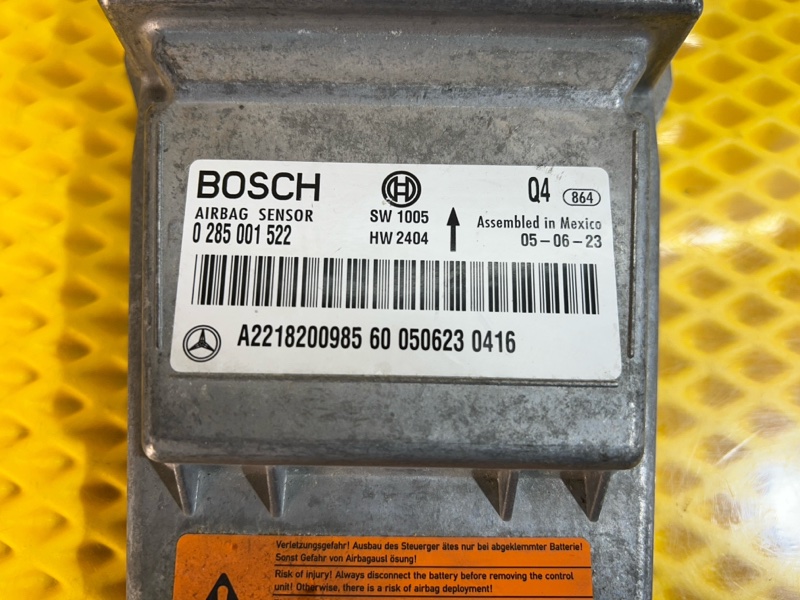 BOSCH
AIRBAG SENSOR
0 285 001 522
SW 1005
HW 2404
Q4 864
Assembled in Mexico
05-06-23
A2218200985 60 050623 0416
Verletzungsgefahr! Ausbau des Steuerger ätes nur bei abgeklemmter Batterie!
Sonst Gefahr von Airbagausl ösung!
Risk of injury! Always disconnect the battery before removing the control
unit! Otherwise, there is a risk of airbag deployment!